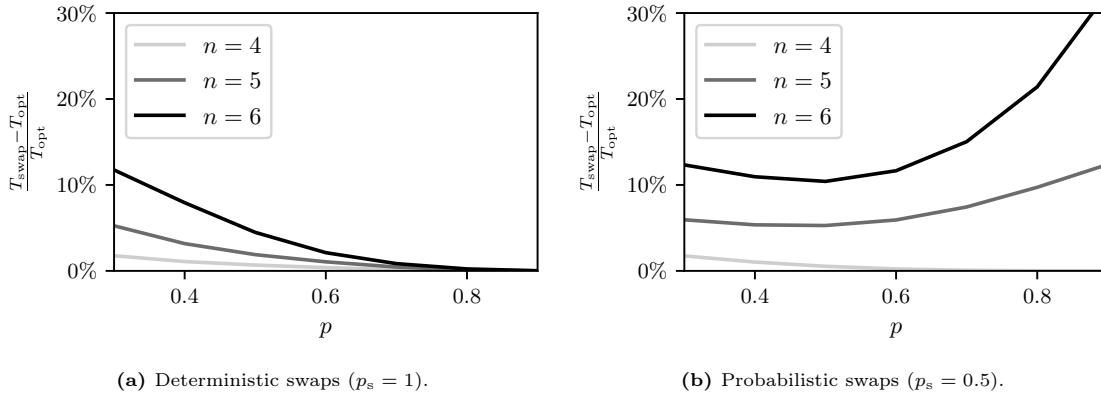 30%
20%
10%
0%
T_swap−T_opt
T_opt
n = 4
n = 5
n = 6
0.4 0.6 0.8
p
(a) Deterministic swaps (p_s = 1).
30%
20%
10%
0%
T_swap−T_opt
T_opt
n = 4
n = 5
n = 6
0.4 0.6 0.8
p
(b) Probabilistic swaps (p_s = 0.5).